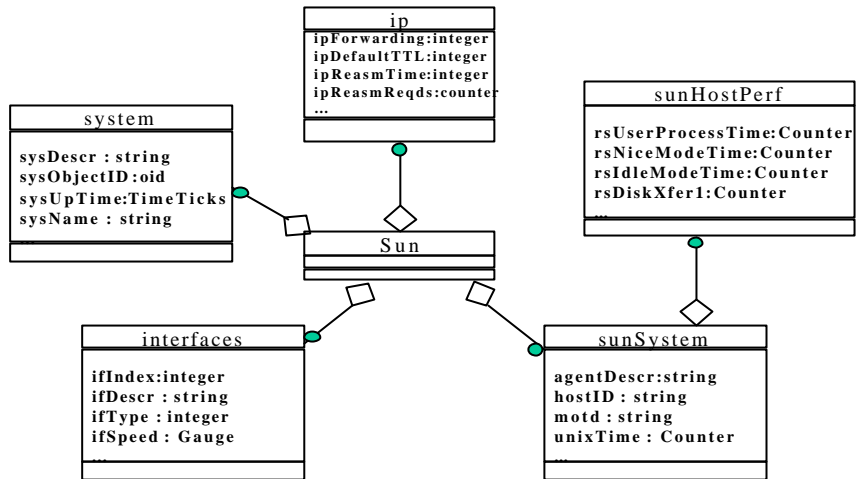 ip
ipForwarding:integer
ipDefaultTTL:integer
ipReasmTime:integer
ipReasmReqds:counter
...
system
sysDescr : string
sysObjectID:oid
sysUpTime:TimeTicks
sysName : string
...
sunHostPerf
rsUserProcessTime:Counter
rsNiceModeTime:Counter
rsIdleModeTime:Counter
rsDiskXfer1:Counter
...
Sun
interfaces
ifIndex:integer
ifDescr : string
ifType : integer
ifSpeed : Gauge
...
sunSystem
agentDescr:string
hostID : string
motd : string
unixTime : Counter
...